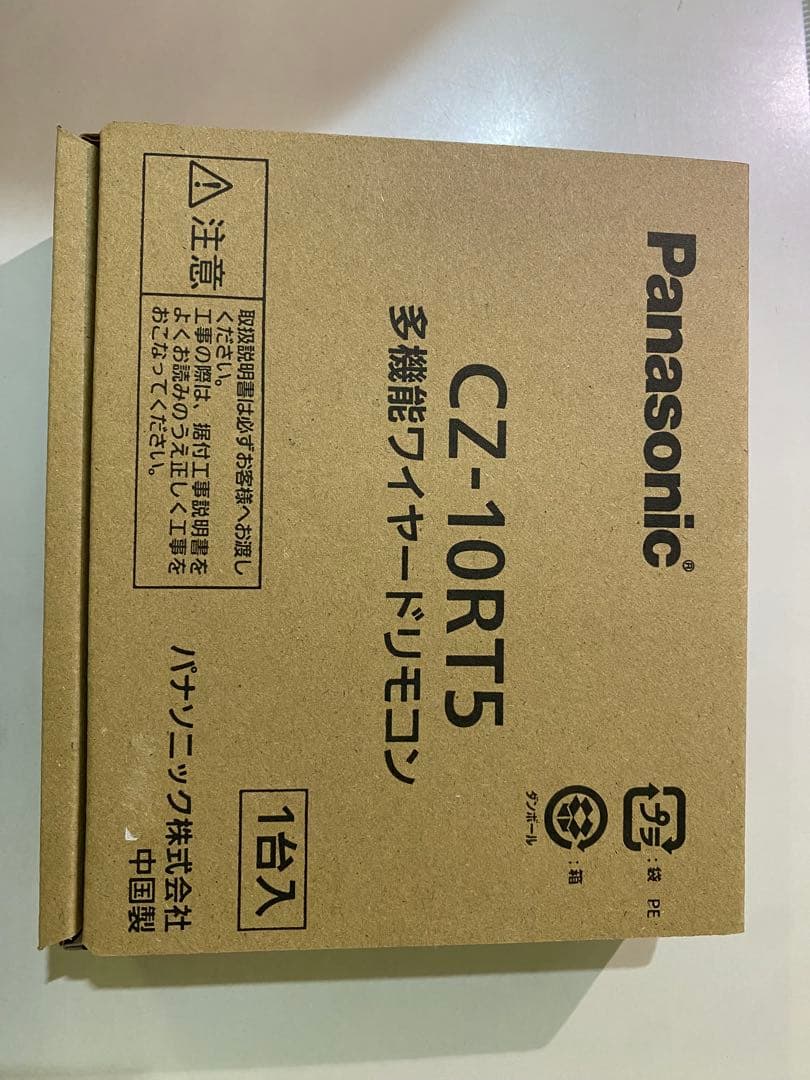 Panasonic®
CZ-10RT5
多機能ワイヤードリモコン
プラ
:袋 PE
ダンボール
:箱
注意
取扱説明書は必ずお客様へお渡し
ください。
工事の際は、据付工事説明書を
よくお読みのうえ正しく工事を
おこなってください。
1台入
パナソニック株式会社
中国製